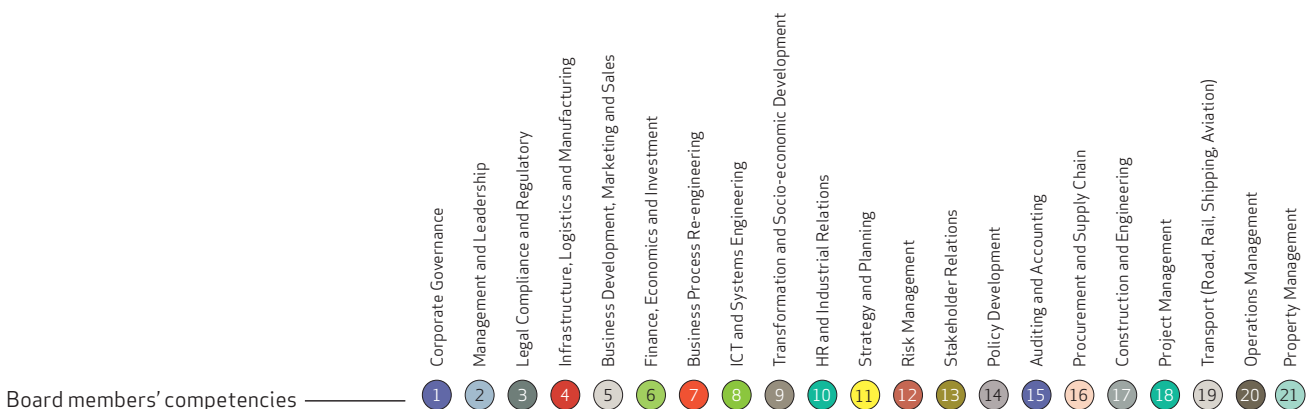 Corporate Governance
Management and Leadership
Legal Compliance and Regulatory
Infrastructure, Logistics and Manufacturing
Business Development, Marketing and Sales
Finance, Economics and Investment
Business Process Re-engineering
ICT and Systems Engineering
Transformation and Socio-economic Development
HR and Industrial Relations
Strategy and Planning
Risk Management
Stakeholder Relations
Policy Development
Auditing and Accounting
Procurement and Supply Chain
Construction and Engineering
Project Management
Transport (Road, Rail, Shipping, Aviation)
Operations Management
Property Management
Board members' competencies 1 2 3 4 5 6 7 8 9 10 11 12 13 14 15 16 17 18 19 20 21